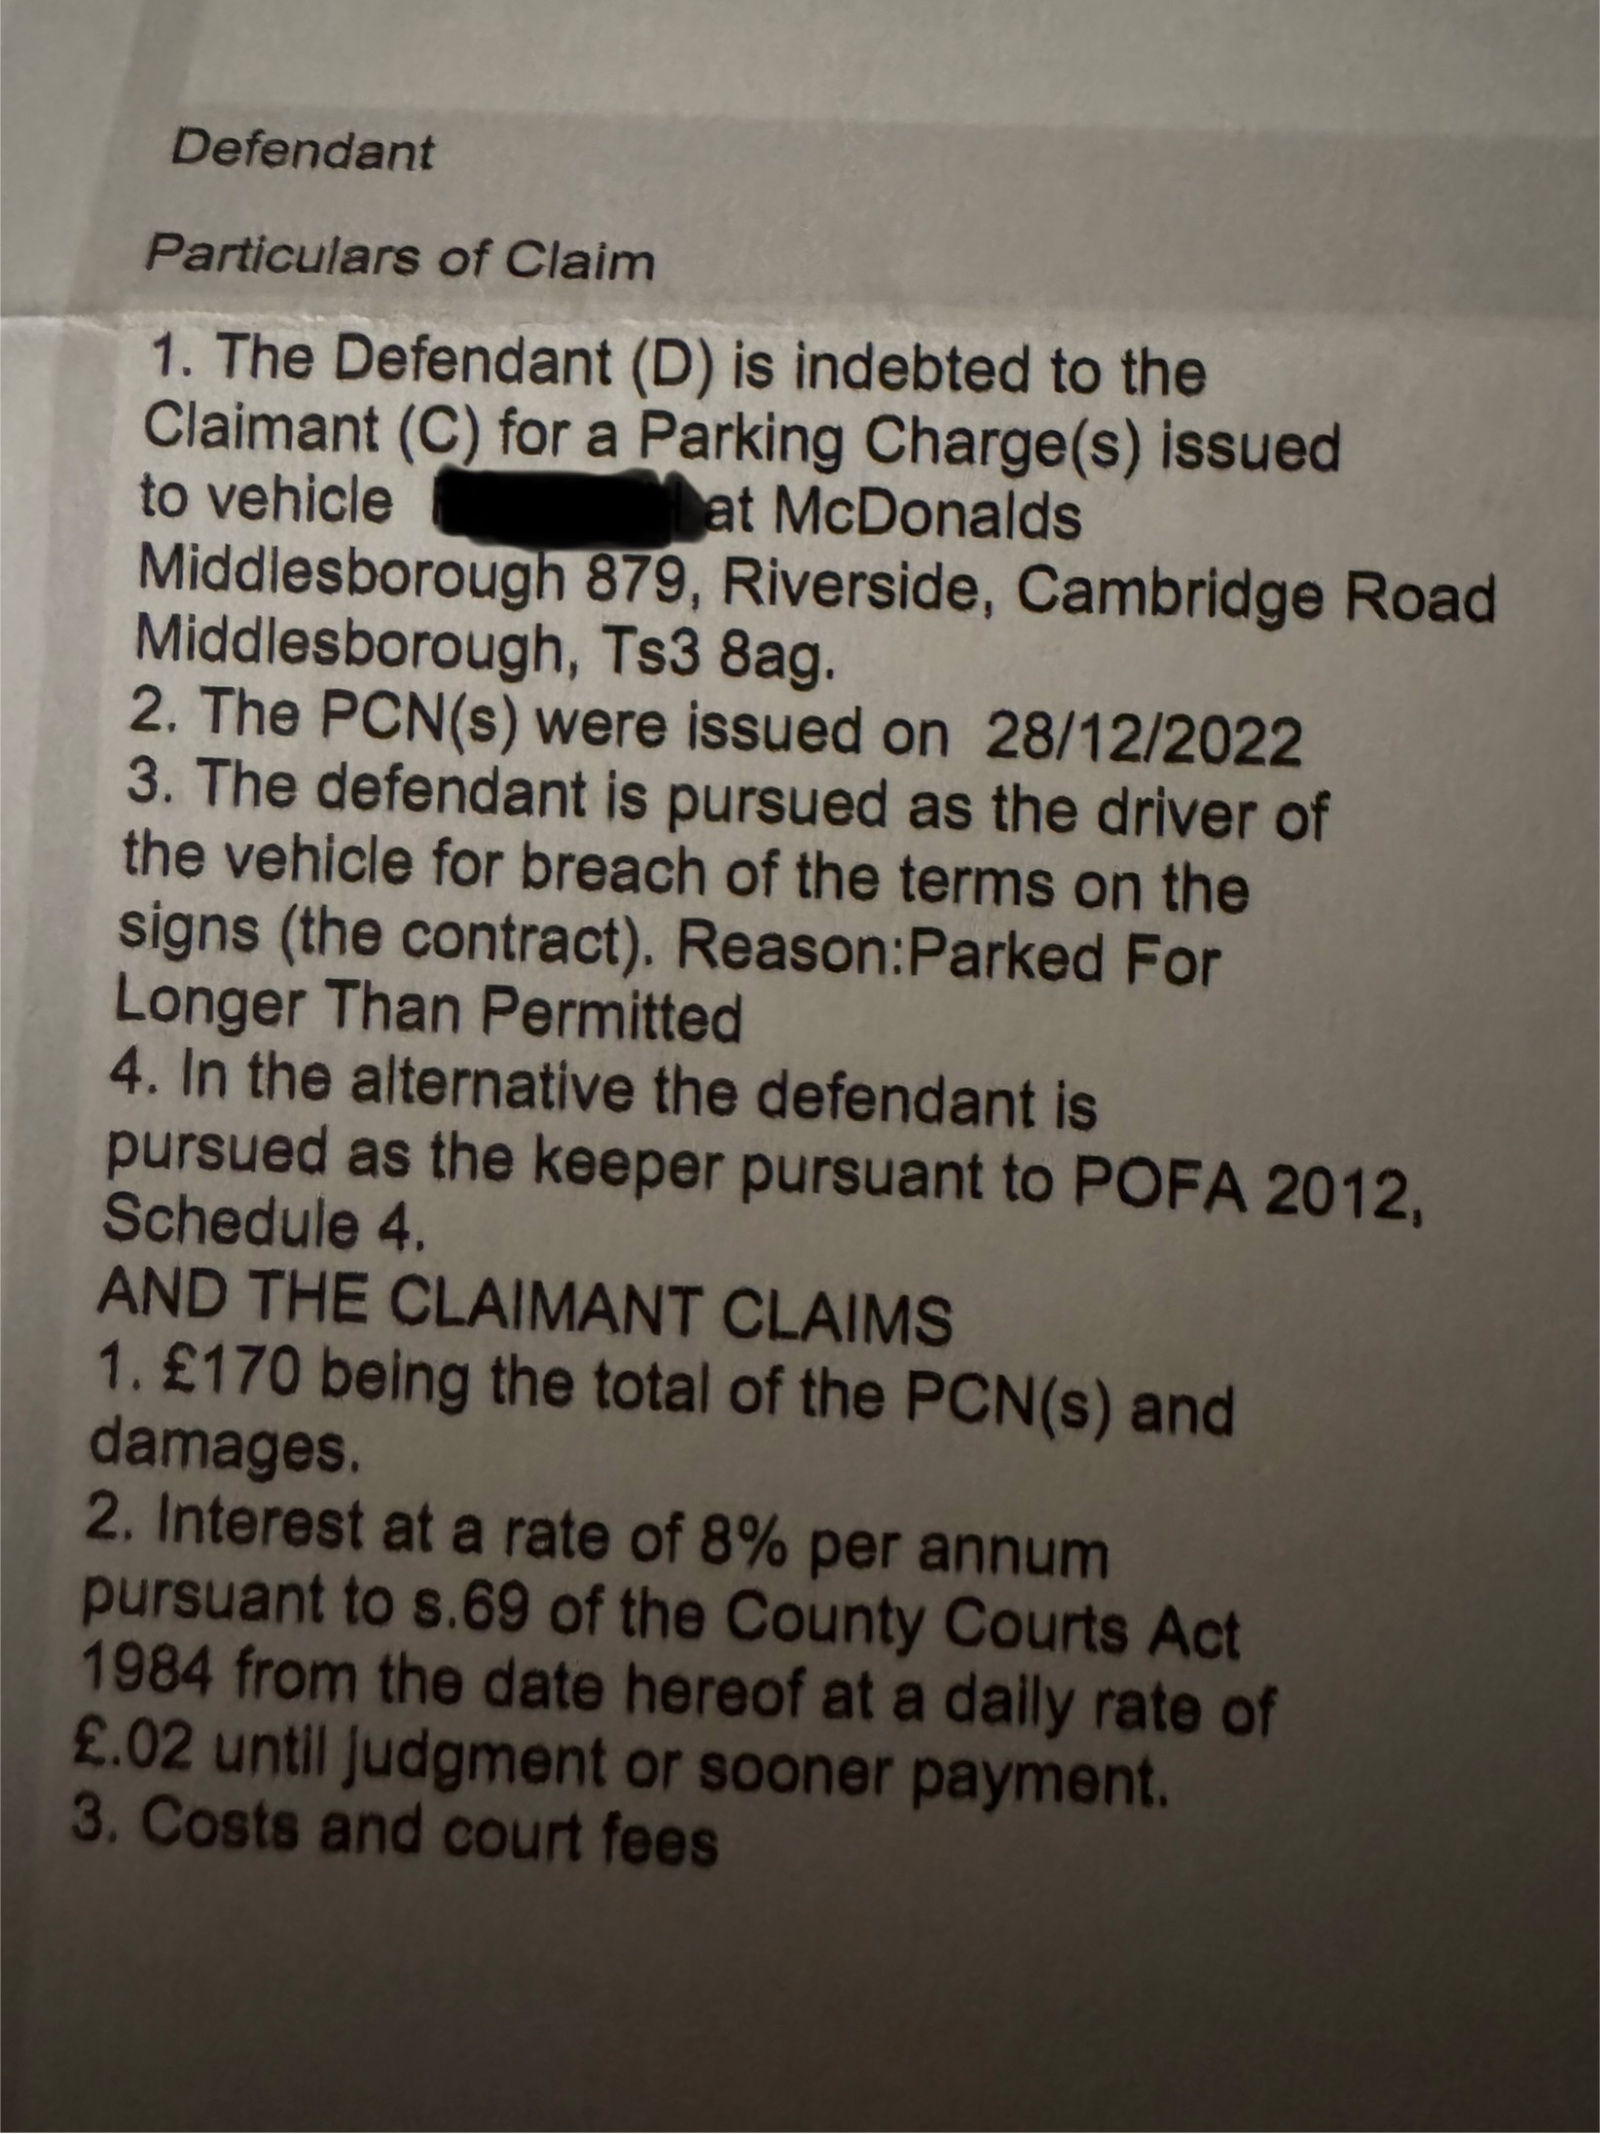 Defendant
Particulars of Claim
1. The Defendant (D) is indebted to the
Claimant (C) for a Parking Charge(s) issued
to vehicle at McDonalds
Middlesborough 879, Riverside, Cambridge Road
Middlesborough, Ts3 8ag.
2. The PCN(s) were issued on 28/12/2022
3. The defendant is pursued as the driver of
the vehicle for breach of the terms on the
signs (the contract). Reason:Parked For
Longer Than Permitted
4. In the alternative the defendant is
pursued as the keeper pursuant to POFA 2012,
Schedule 4.
AND THE CLAIMANT CLAIMS
1. £170 being the total of the PCN(s) and
damages.
2. Interest at a rate of 8% per annum
pursuant to s.69 of the County Courts Act
1984 from the date hereof at a daily rate of
£.02 until judgment or sooner payment.
3. Costs and court fees